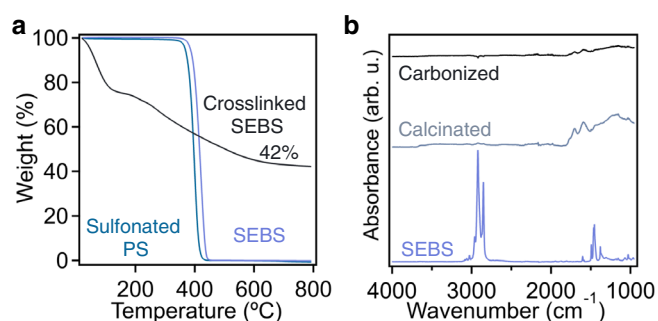 a
100
80
60
40
20
0
Weight (%)
Crosslinked
SEBS
42%
Sulfonated
PS
SEBS
200
400
600
800
Temperature (ºC)
b
Absorbance (arb. u.)
Carbonized
Calcinated
SEBS
4000
3000
2000
1000
Wavenumber (cm⁻¹)